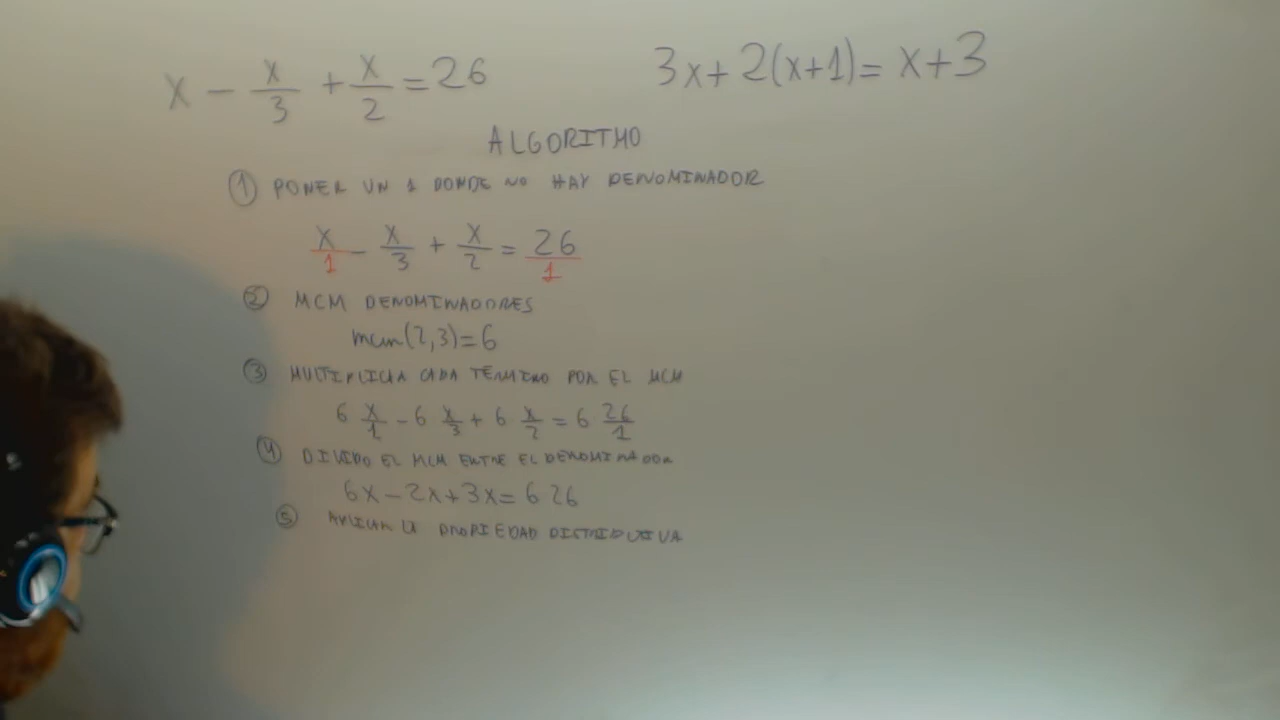 x - x/3 + x/2 = 26
3x + 2(x+1) = x+3
ALGORITMO
① PONER UN 1 DONDE NO HAY DENOMINADOR
x/1 - x/3 + x/2 = 26/1
② MCM DENOMINADORES
mcm(2,3)=6
③ MULTIPLICAR CADA TÉRMINO POR EL MCM
6 x/1 - 6 x/3 + 6 x/2 = 6 26/1
④ DIVIDO EL MCM ENTRE EL DENOMINADOR
6x - 2x + 3x = 6 26
⑤ APLICAR LA PROPIEDAD DISTRIBUTIVA